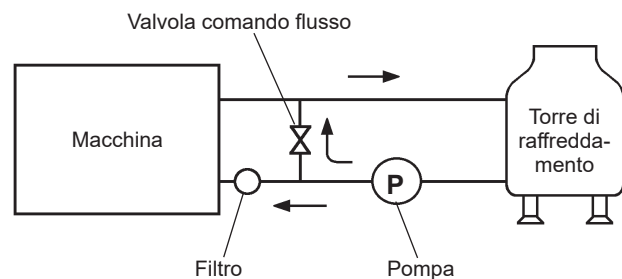 Valvola comando flusso
Macchina
Torre di
raffredda-
mento
P
Filtro
Pompa